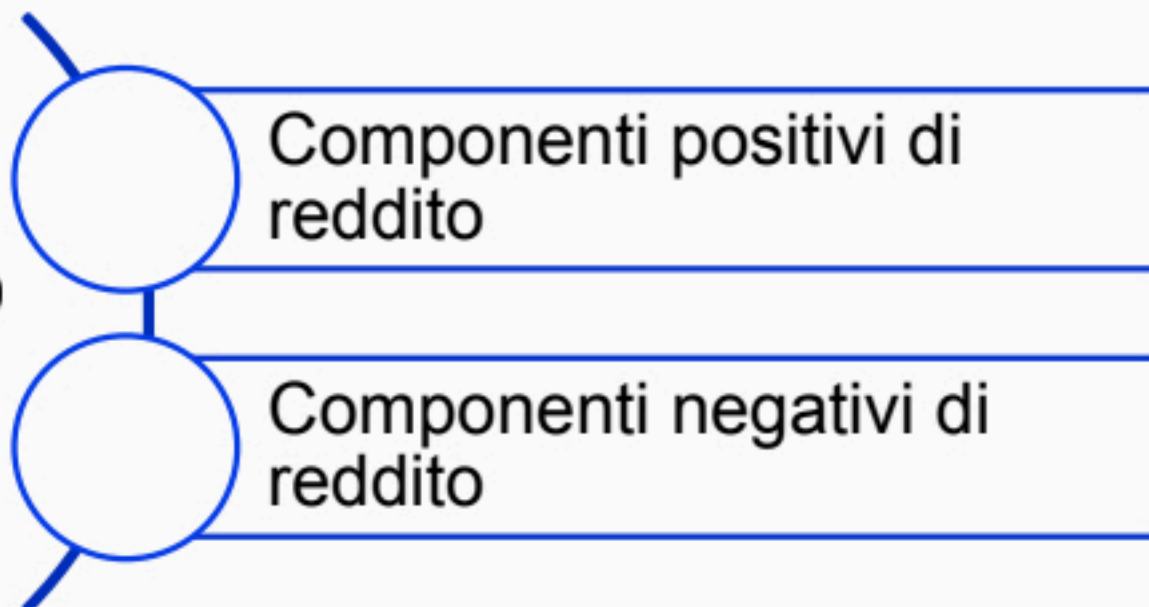 Componenti positivi di
reddito
Componenti negativi di
reddito